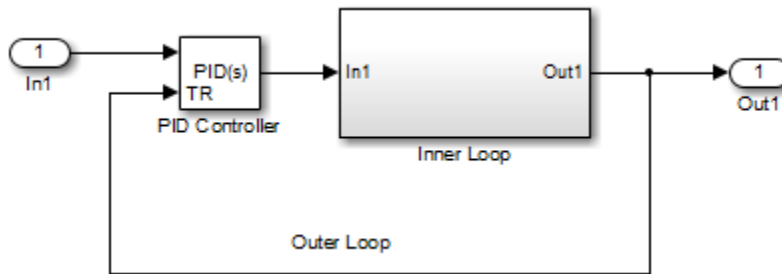 1
In1
PID(s)
TR
PID Controller
In1
Out1
Inner Loop
1
Out1
Outer Loop